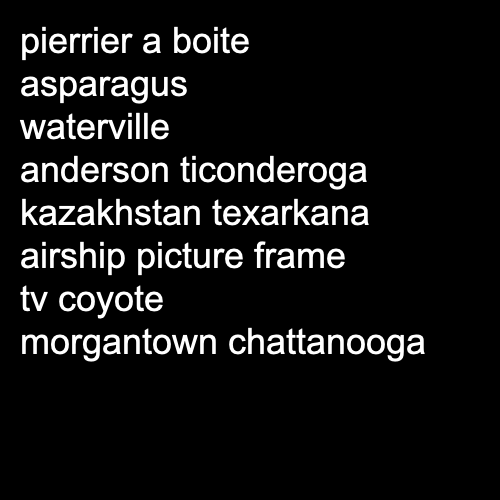 pierrier a boite
asparagus
waterville
anderson ticonderoga
kazakhstan texarkana
airship picture frame
tv coyote
morgantown chattanooga